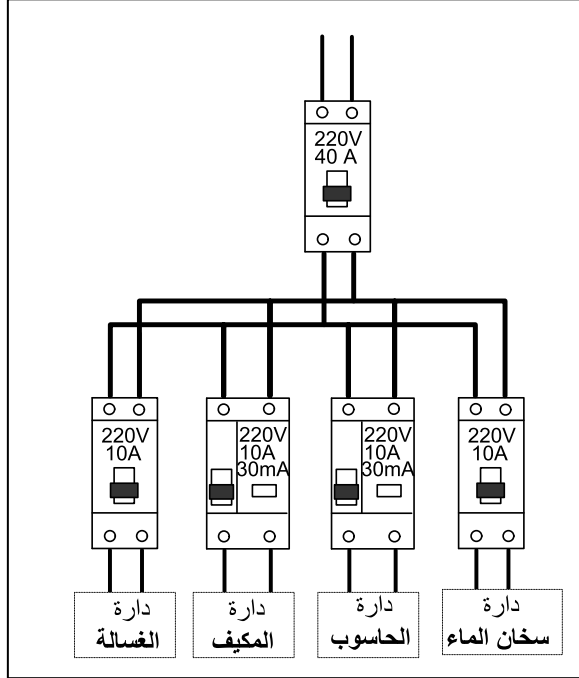 220V
40 A
220V
10A
220V
10A
30mA
220V
10A
30mA
220V
10A
دارة
الغسالة
دارة
المكيف
دارة
الحاسوب
دارة
سخان الماء